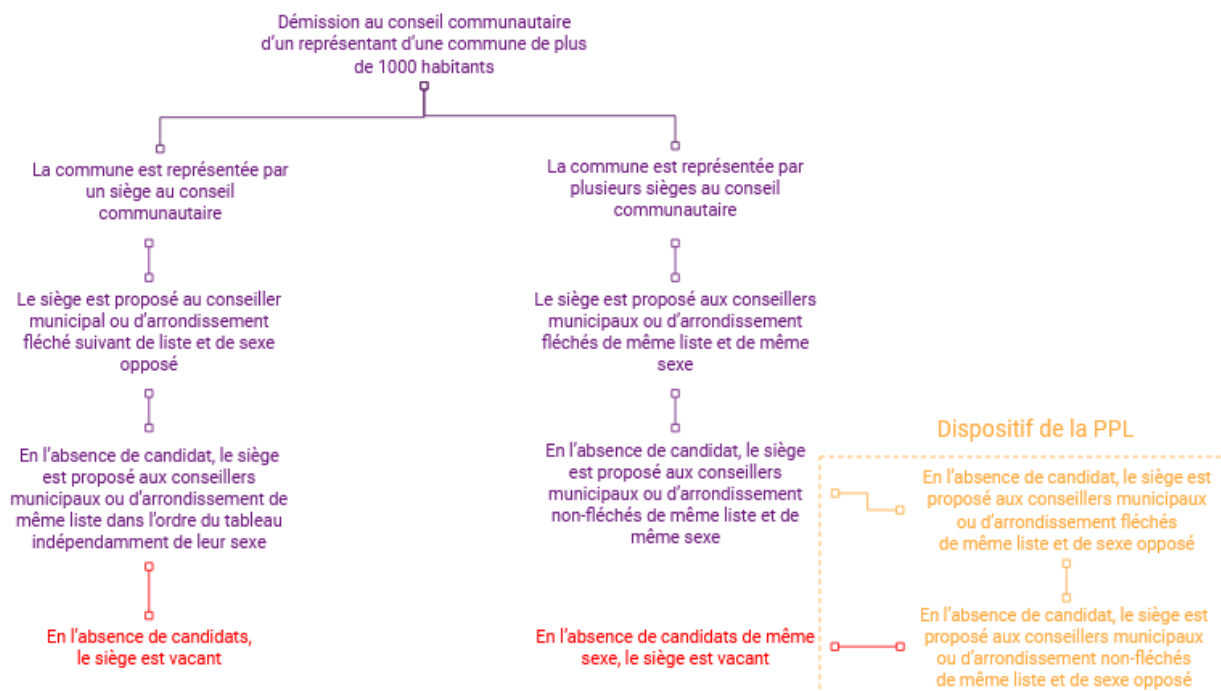 Démission au conseil communautaire
d'un représentant d'une commune de plus
de 1000 habitants
La commune est représentée par
un siège au conseil
communautaire
La commune est représentée par
plusieurs sièges au conseil
communautaire
Le siège est proposé au conseiller
municipal ou d'arrondissement
fléché suivant de liste et de sexe
opposé
Le siège est proposé aux conseillers
municipaux ou d'arrondissement
fléchés de même liste et de même
sexe
En l'absence de candidat, le siège
est proposé aux conseillers
municipaux ou d'arrondissement de
même liste dans l'ordre du tableau
indépendamment de leur sexe
En l'absence de candidat, le siège
est proposé aux conseillers
municipaux ou d'arrondissement
non-fléchés de même liste et de
même sexe
En l'absence de candidats,
le siège est vacant
En l'absence de candidats de même
sexe, le siège est vacant
Dispositif de la PPL
En l'absence de candidat, le siège est
proposé aux conseillers municipaux
ou d'arrondissement fléchés
de même liste et de sexe opposé
En l'absence de candidat, le siège est
proposé aux conseillers municipaux
ou d'arrondissement non-fléchés
de même liste et de sexe opposé